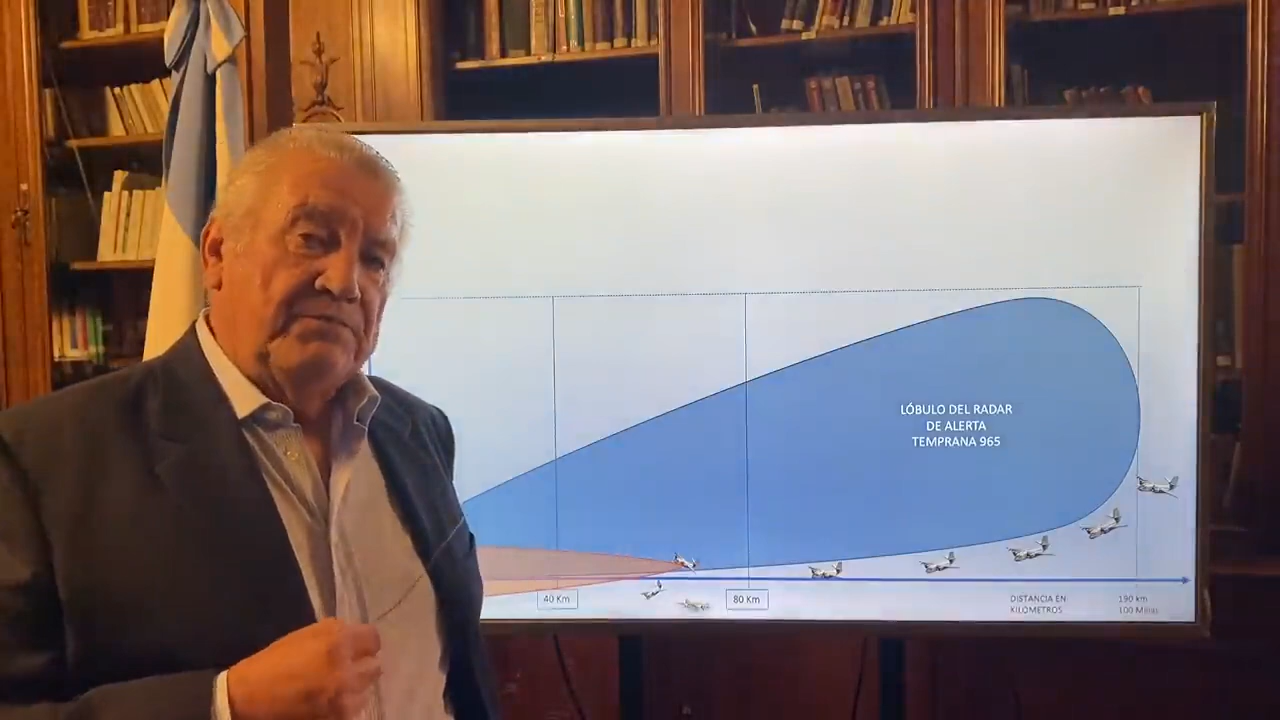 LÓBULO DEL RADAR
DE ALERTA
TEMPRANA 965
40 Km
80 Km
DISTANCIA EN
KILOMETROS
190 km
100 Millas